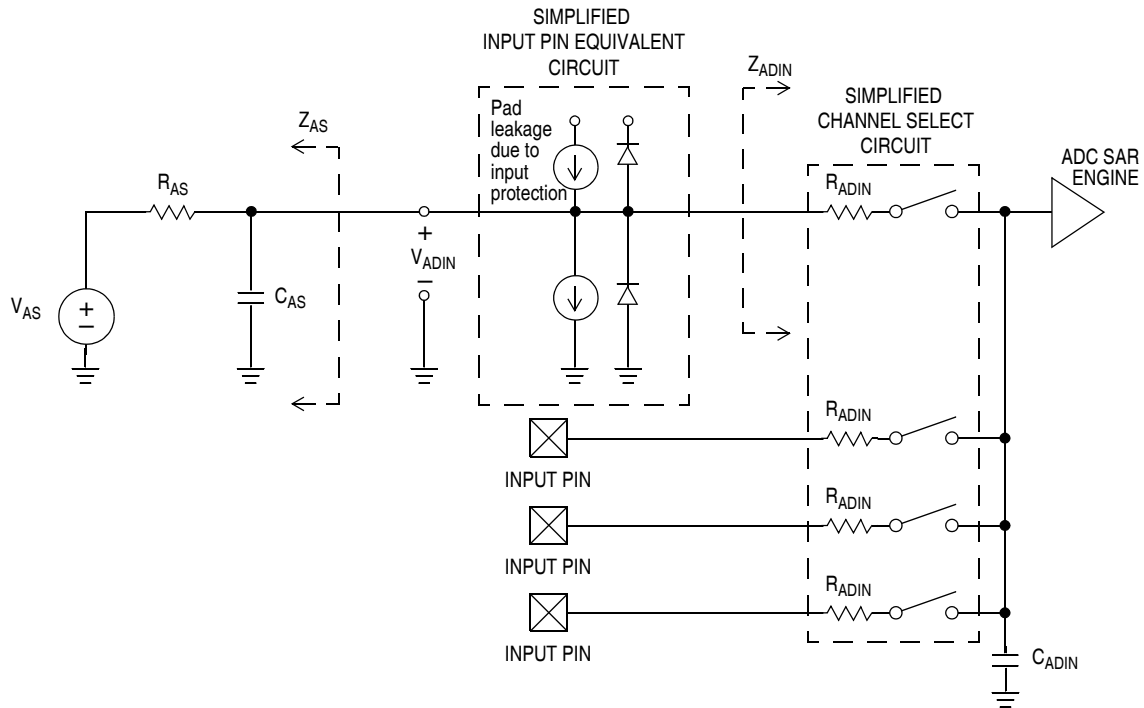 SIMPLIFIED
INPUT PIN EQUIVALENT
CIRCUIT
ZADIN
SIMPLIFIED
CHANNEL SELECT
CIRCUIT
ZAS
Pad
leakage
due to
input
protection
ADC SAR
ENGINE
RAS
RADIN
+
VADIN
–
VAS
+
–
CAS
RADIN
INPUT PIN
RADIN
INPUT PIN
RADIN
INPUT PIN
CADIN